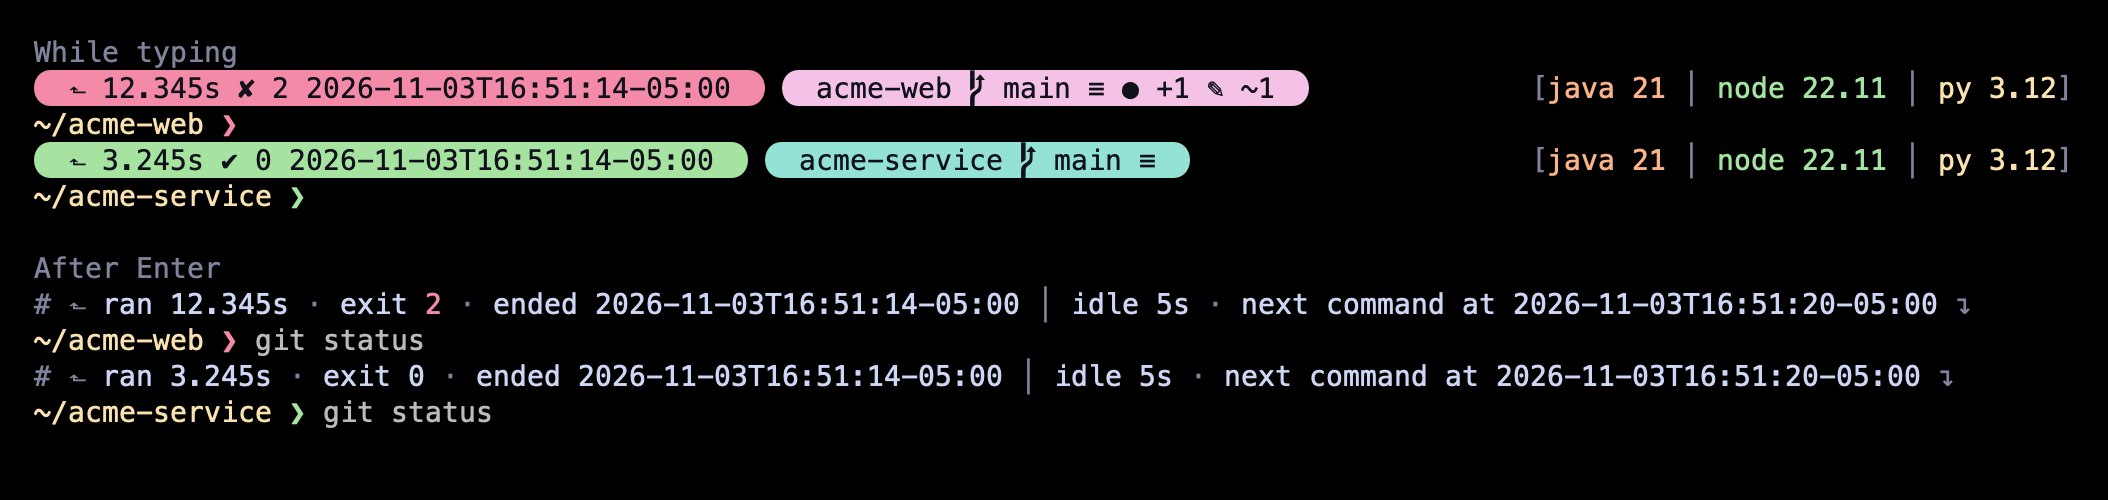 While typing
⬑ 12.345s ✘ 2 2026-11-03T16:51:14-05:00 acme-web ᛃ main ≡ ● +1 ✎ ~1 [java 21 │ node 22.11 │ py 3.12]
~/acme-web ❯
⬑ 3.245s ✔ 0 2026-11-03T16:51:14-05:00 acme-service ᛃ main ≡ [java 21 │ node 22.11 │ py 3.12]
~/acme-service ❯
After Enter
# ⬑ ran 12.345s · exit 2 · ended 2026-11-03T16:51:14-05:00 │ idle 5s · next command at 2026-11-03T16:51:20-05:00 ↴
~/acme-web ❯ git status
# ⬑ ran 3.245s · exit 0 · ended 2026-11-03T16:51:14-05:00 │ idle 5s · next command at 2026-11-03T16:51:20-05:00 ↴
~/acme-service ❯ git status